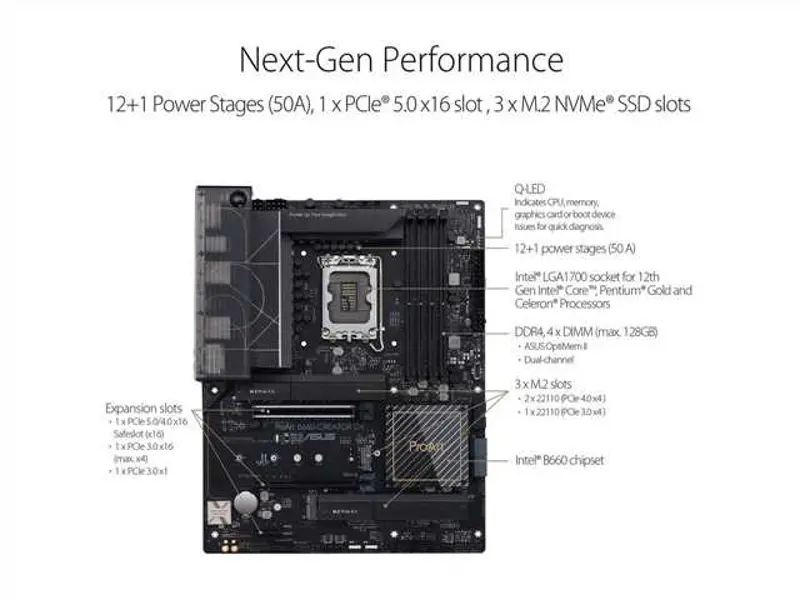 Next-Gen Performance
12+1 Power Stages (50A), 1 x PCIe® 5.0 x16 slot , 3 x M.2 NVMe® SSD slots
Q-LED
Indicates CPU, memory,
graphics card or boot device
issues for quick diagnosis.
12+1 power stages (50 A)
Intel® LGA1700 socket for 12th
Gen Intel® Core™, Pentium® Gold and
Celeron® Processors
DDR4, 4 x DIMM (max. 128GB)
• ASUS OptiMem II
• Dual-channel
3 x M.2 slots
• 2 x 22110 (PCIe 4.0 x4)
• 1 x 22110 (PCIe 3.0 x4)
Intel® B660 chipset
Expansion slots
• 1 x PCIe 5.0/4.0 x16
Safeslot (x16)
• 1 x PCIe 3.0 x16
(max. x4)
• 1 x PCIe 3.0 x1
ProArt B660-CREATOR D4
ASUS
ProArt